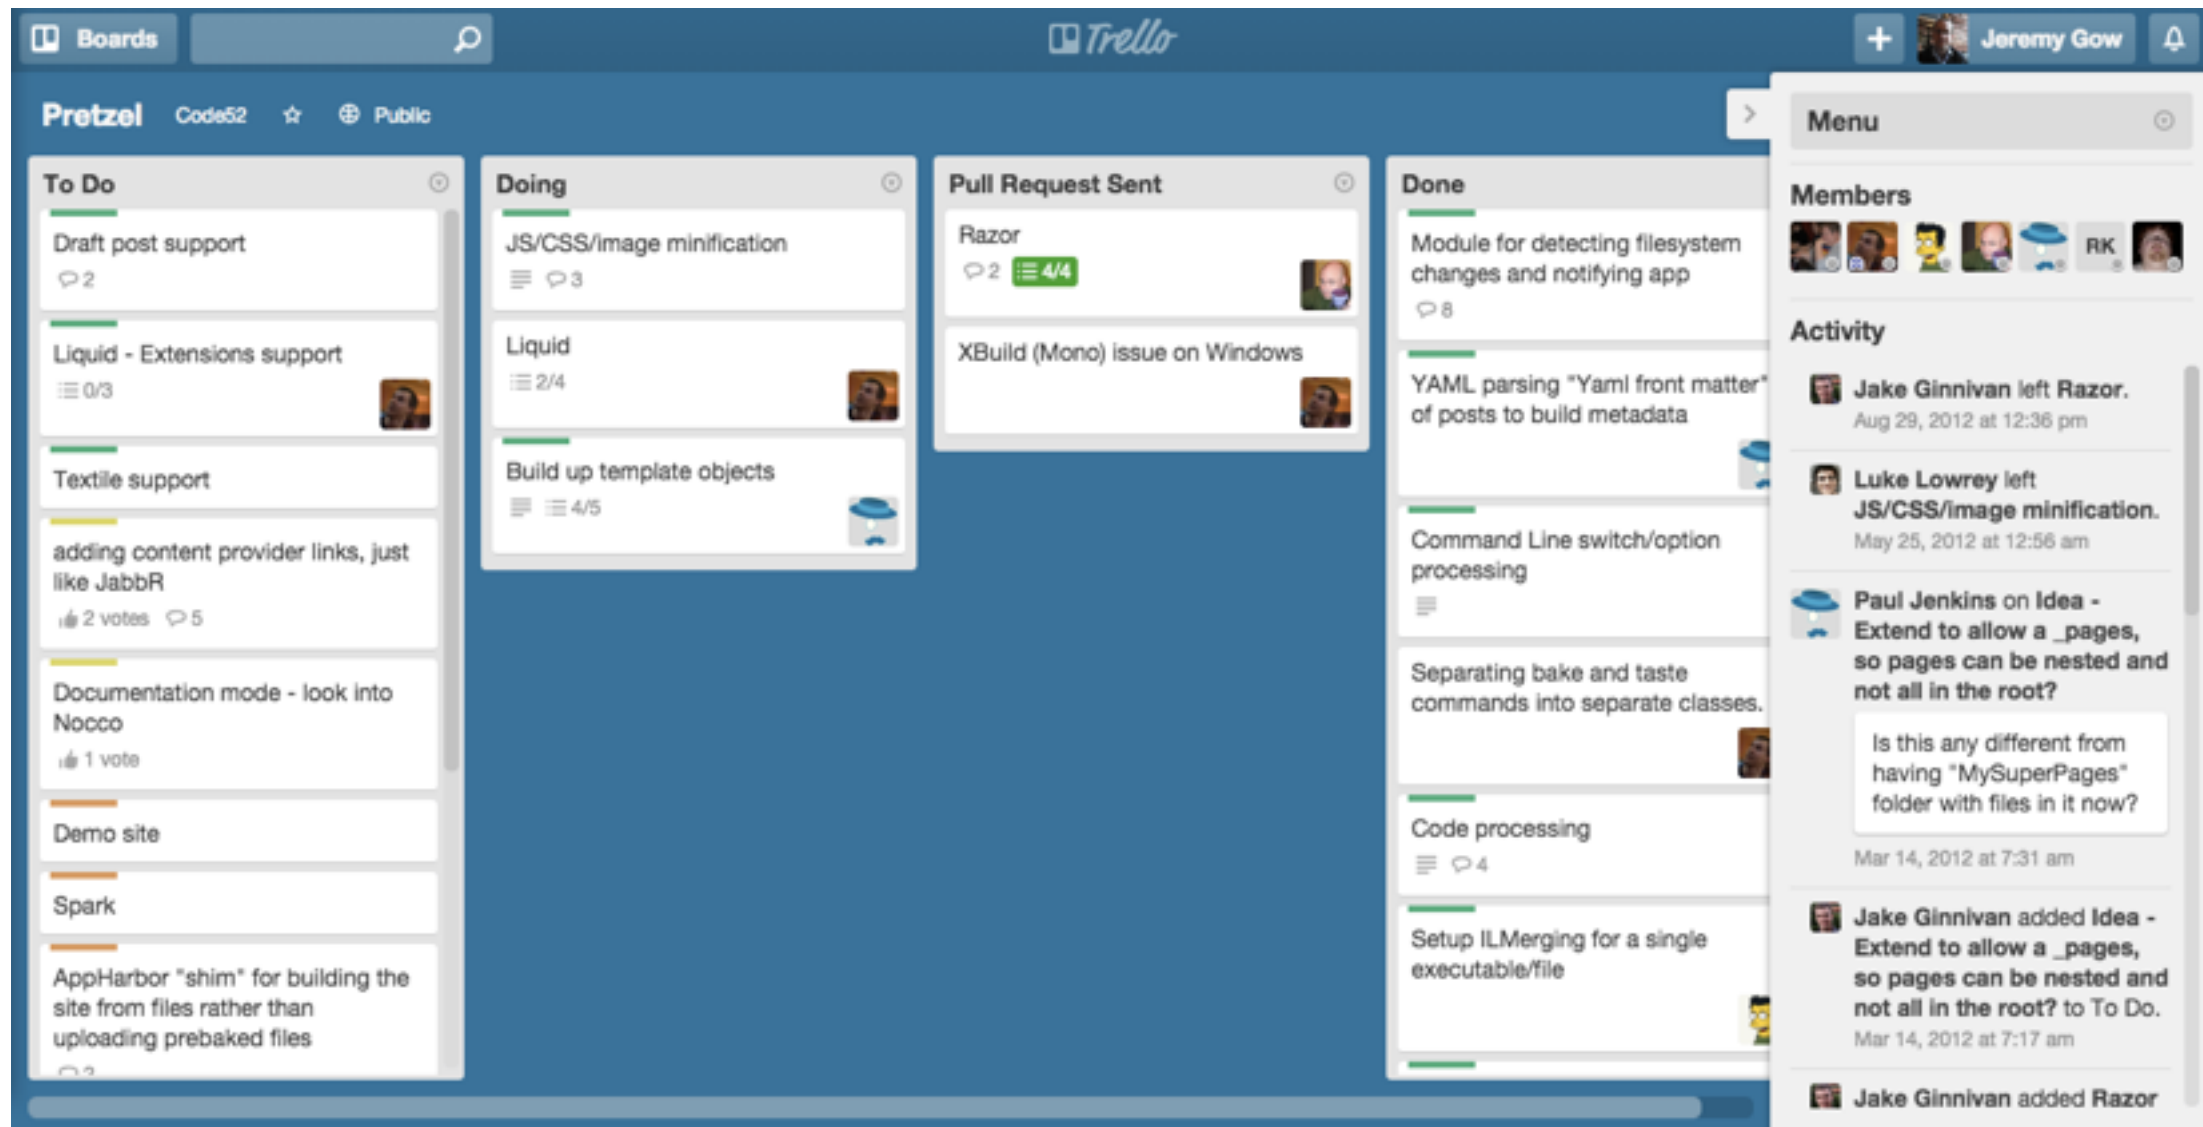 Boards
Trello
Jeremy Gow
Pretzel Code52 Public
To Do
Draft post support
2
Liquid - Extensions support
0/3
Textile support
adding content provider links, just
like JabbR
2 votes 5
Documentation mode - look into
Nocco
1 vote
Demo site
Spark
AppHarbor "shim" for building the
site from files rather than
uploading prebaked files
Doing
JS/CSS/image minification
3
Liquid
2/4
Build up template objects
4/5
Pull Request Sent
Razor
2 4/4
XBuild (Mono) issue on Windows
Done
Module for detecting filesystem
changes and notifying app
8
YAML parsing "Yaml front matter"
of posts to build metadata
Command Line switch/option
processing
Separating bake and taste
commands into separate classes.
Code processing
4
Setup ILMerging for a single
executable/file
Menu
Members
RK
Activity
Jake Ginnivan left Razor.
Aug 29, 2012 at 12:36 pm
Luke Lowrey left
JS/CSS/image minification.
May 25, 2012 at 12:56 am
Paul Jenkins on Idea -
Extend to allow a _pages,
so pages can be nested and
not all in the root?
Is this any different from
having "MySuperPages"
folder with files in it now?
Mar 14, 2012 at 7:31 am
Jake Ginnivan added Idea -
Extend to allow a _pages,
so pages can be nested and
not all in the root? to To Do.
Mar 14, 2012 at 7:17 am
Jake Ginnivan added Razor